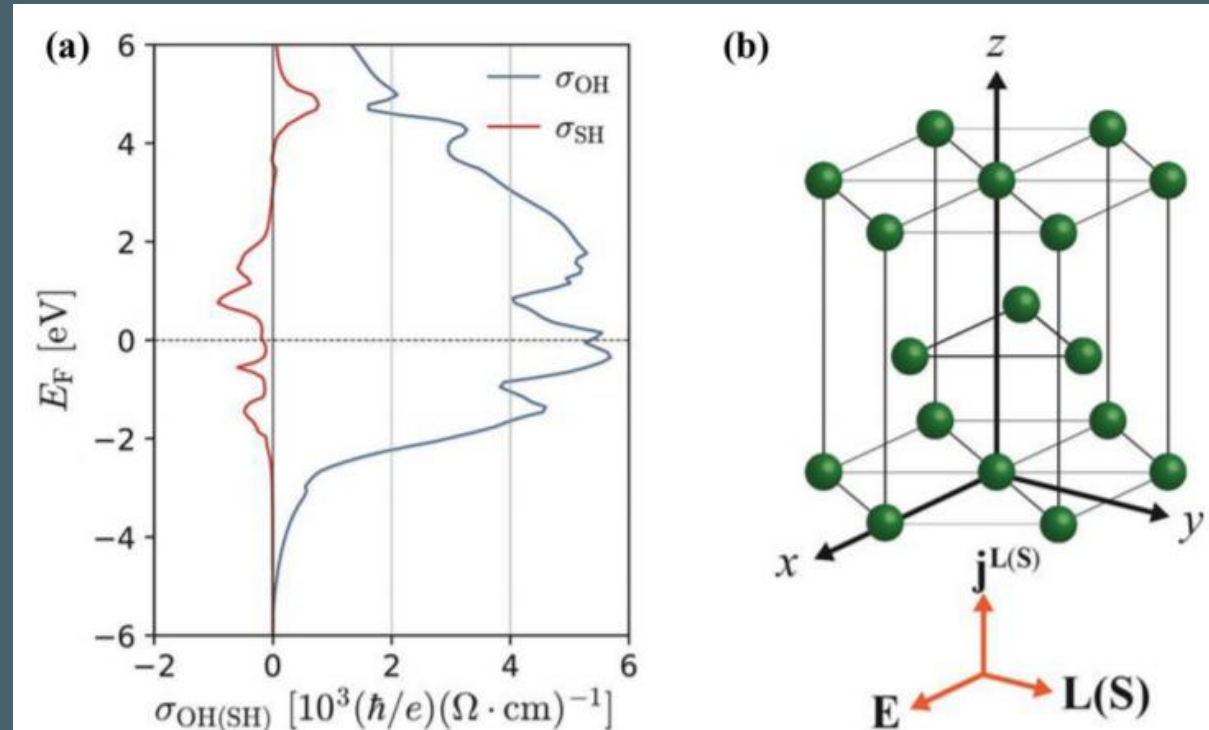 (a)
6
4
2
0
−2
−4
−6
E_F [eV]
σ_OH
σ_SH
−2 0 2 4 6
σ_OH(SH) [10³(ħ/e)(Ω · cm)⁻¹]
(b)
z
x
y
j^L(S)
E
L(S)